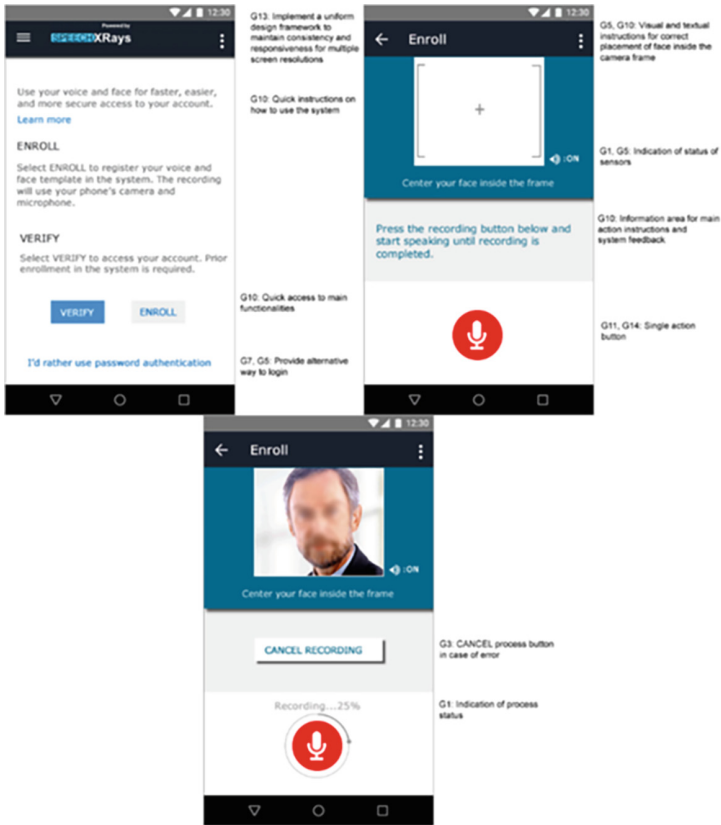 12:30
Powered by
SPEECHXRays
Use your voice and face for faster, easier,
and more secure access to your account.
Learn more
ENROLL
Select ENROLL to register your voice and
face template in the system. The recording
will use your phone's camera and
microphone.
VERIFY
Select VERIFY to access your account. Prior
enrollment in the system is required.
VERIFY
ENROLL
I'd rather use password authentication
G13: Implement a uniform
design framework to
maintain consistency and
responsiveness for multiple
screen resolutions
G10: Quick instructions on
how to use the system
G10: Quick access to main
functionalities
G7, G5: Provide alternative
way to login
12:30
Enroll
:ON
Center your face inside the frame
Press the recording button below and
start speaking until recording is
completed.
G5, G10: Visual and textual
instructions for correct
placement of face inside the
camera frame
G1, G5: Indication of status of
sensors
G10: Information area for main
action instructions and
system feedback
G11, G14: Single action
button
12:30
Enroll
:ON
Center your face inside the frame
CANCEL RECORDING
Recording...25%
G3: CANCEL process button
in case of error
G1: Indication of process
status